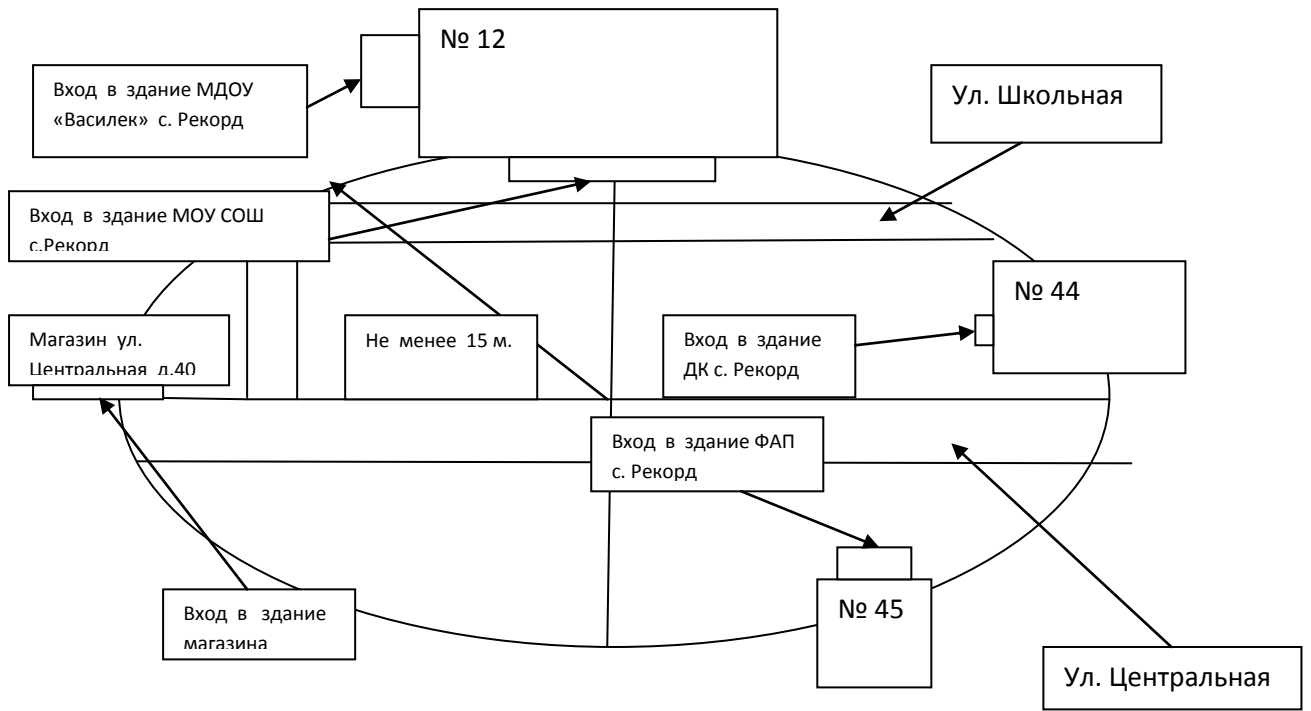 № 12
Вход в здание МДОУ
«Василек» с. Рекорд
Ул. Школьная
Вход в здание МОУ СОШ
с.Рекорд
№ 44
Магазин ул.
Центральная д.40
Не менее 15 м.
Вход в здание
ДК с. Рекорд
Вход в здание ФАП
с. Рекорд
№ 45
Вход в здание
магазина
Ул. Центральная